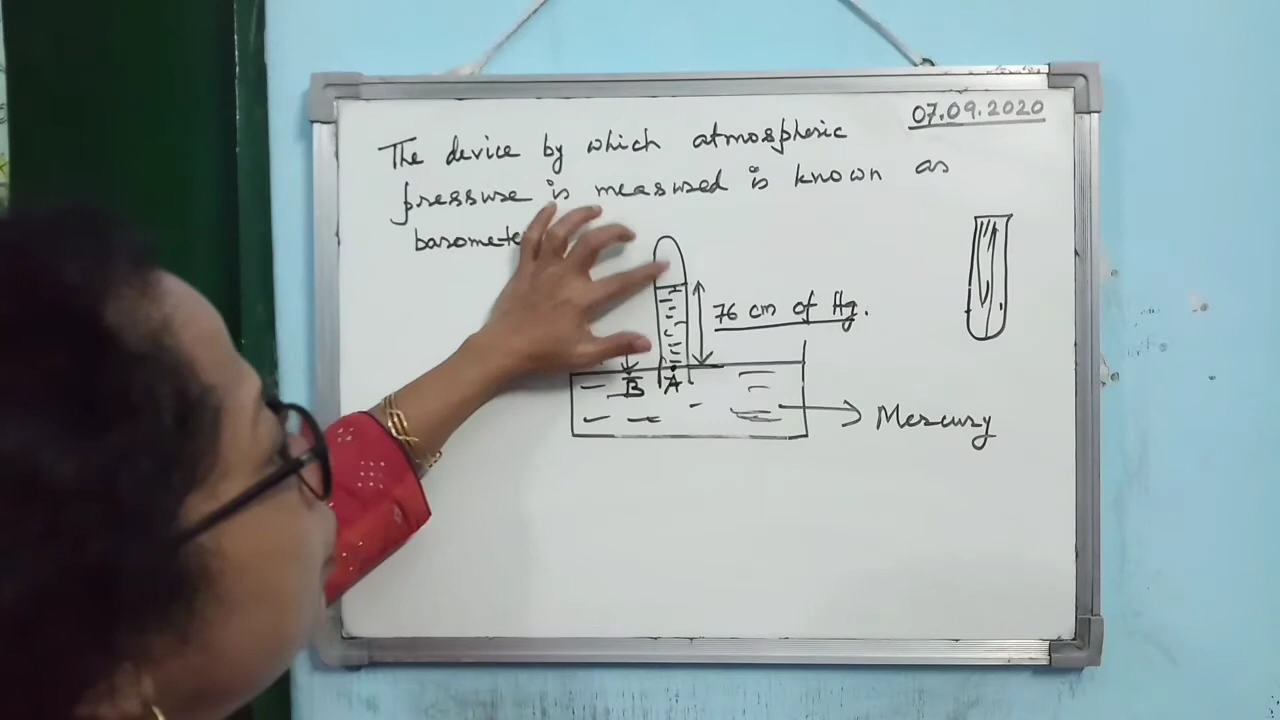 07.09.2020
The device by which atmospheric
pressure is measured is known as
baromete
76 cm of Hg.
B A
Mercury